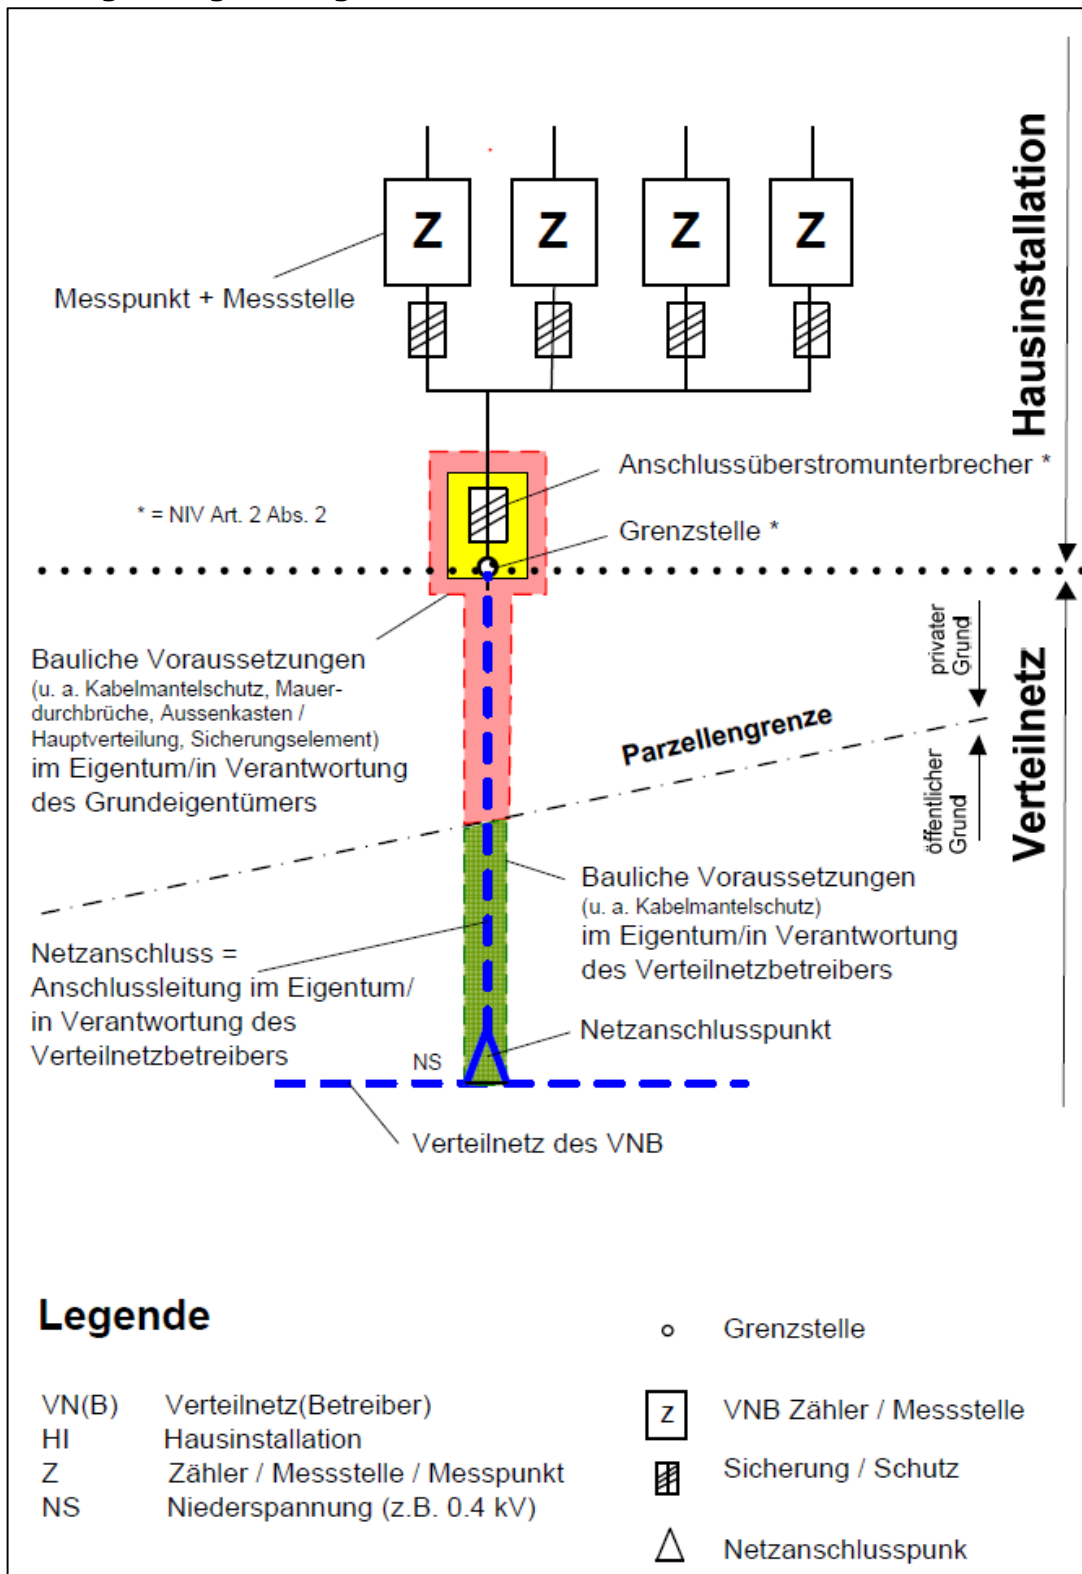 Z Z Z Z
Messpunkt + Messstelle
Hausinstallation
Anschlussüberstromunterbrecher *
* = NIV Art. 2 Abs. 2
Grenzstelle *
Bauliche Voraussetzungen
(u. a. Kabelmantelschutz, Mauer-
durchbrüche, Aussenkasten /
Hauptverteilung, Sicherungselement)
im Eigentum/in Verantwortung
des Grundeigentümers
privater
Grund
Parzellengrenze
öffentlicher
Grund
Verteilnetz
Bauliche Voraussetzungen
(u. a. Kabelmantelschutz)
im Eigentum/in Verantwortung
des Verteilnetzbetreibers
Netzanschluss =
Anschlussleitung im Eigentum/
in Verantwortung des
Verteilnetzbetreibers
Netzanschlusspunkt
NS
Verteilnetz des VNB
Legende
VN(B) Verteilnetz(Betreiber)
HI Hausinstallation
Z Zähler / Messstelle / Messpunkt
NS Niederspannung (z.B. 0.4 kV)
Grenzstelle
Z VNB Zähler / Messstelle
Sicherung / Schutz
Netzanschlusspunk